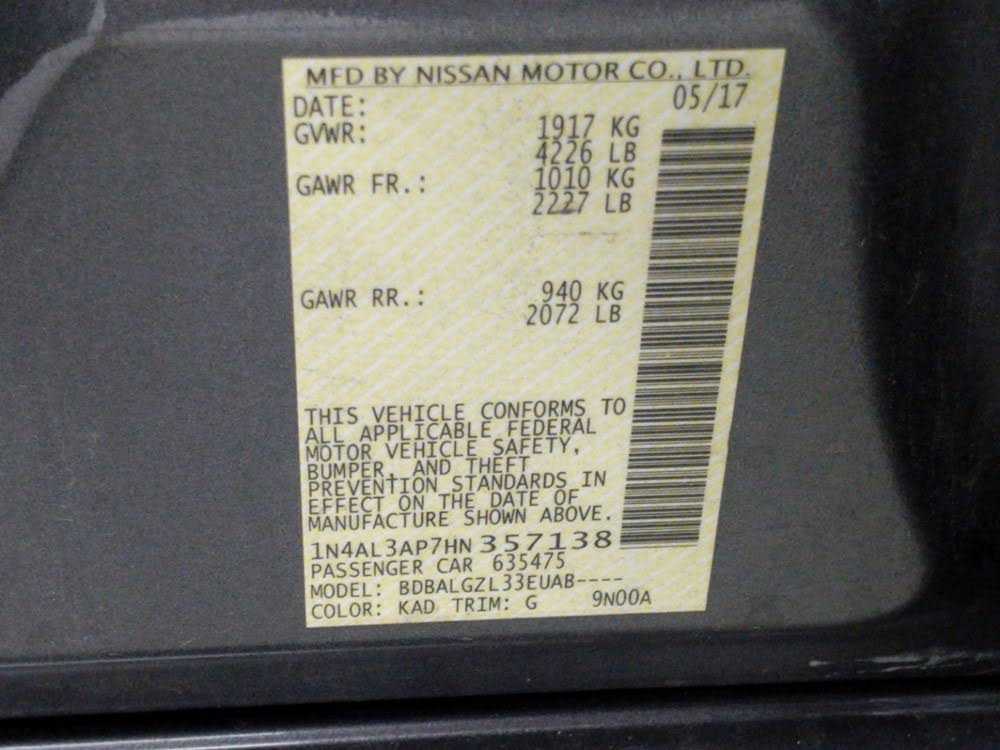 MFD BY NISSAN MOTOR CO., LTD.
DATE: 05/17
GVWR: 1917 KG
4226 LB
GAWR FR.: 1010 KG
2227 LB
GAWR RR.: 940 KG
2072 LB
THIS VEHICLE CONFORMS TO
ALL APPLICABLE FEDERAL
MOTOR VEHICLE SAFETY,
BUMPER, AND THEFT
PREVENTION STANDARDS IN
EFFECT ON THE DATE OF
MANUFACTURE SHOWN ABOVE.
1N4AL3AP7HN357138
PASSENGER CAR 635475
MODEL: BDBALGZL33EUAB----
COLOR: KAD TRIM: G 9N00A